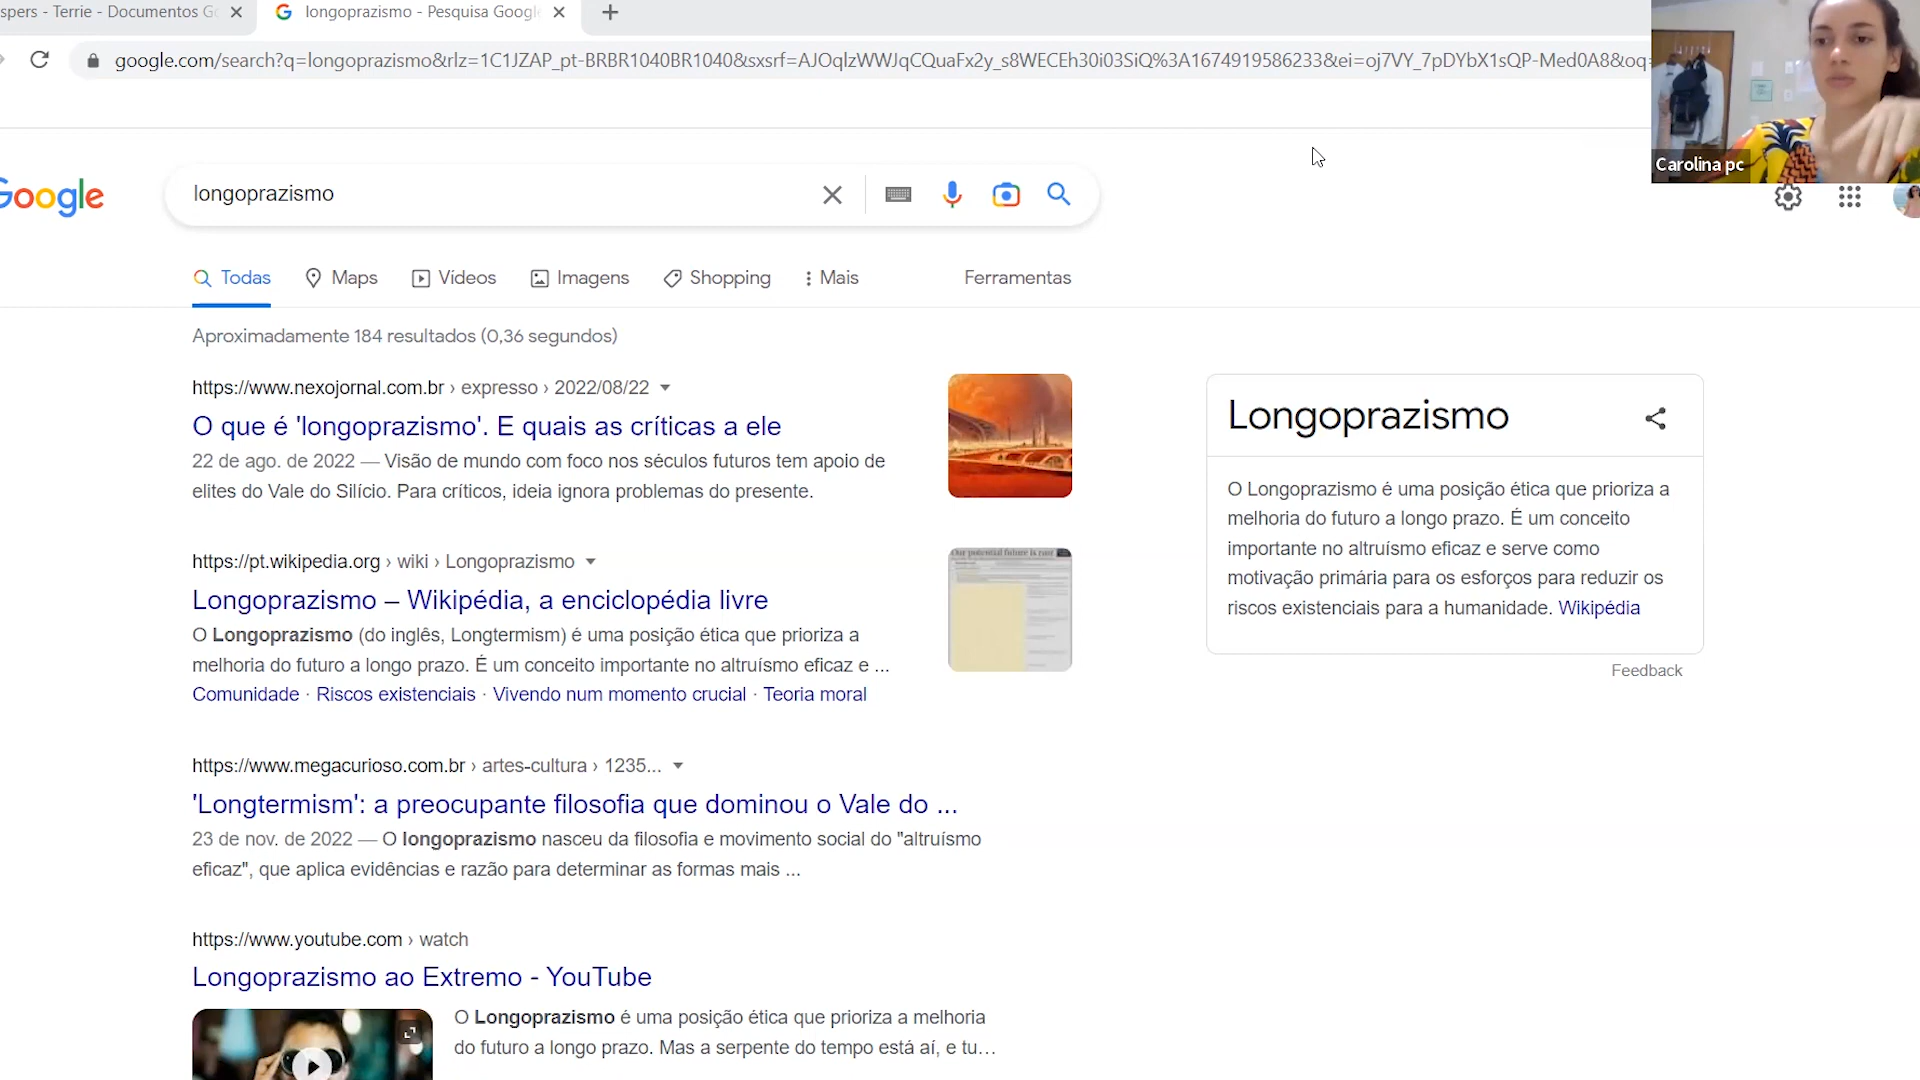 spers - Terrie - Documentos Go
longoprazismo - Pesquisa Google
google.com/search?q=longoprazismo&rlz=1C1JZAP_pt-BRBR1040BR1040&sxsrf=AJOqlzWWJqCQuaFx2y_s8WECEh30i03SiQ%3A1674919586233&ei=oj7VY_7pDYbX1sQP-Med0A8&oq=
Carolina pc
Google
longoprazismo
Todas
Maps
Vídeos
Imagens
Shopping
Mais
Ferramentas
Aproximadamente 184 resultados (0,36 segundos)
https://www.nexojornal.com.br › expresso › 2022/08/22
O que é 'longoprazismo'. E quais as críticas a ele
22 de ago. de 2022 — Visão de mundo com foco nos séculos futuros tem apoio de
elites do Vale do Silício. Para críticos, ideia ignora problemas do presente.
https://pt.wikipedia.org › wiki › Longoprazismo
Our potential future is vast
Longoprazismo – Wikipédia, a enciclopédia livre
O Longoprazismo (do inglês, Longtermism) é uma posição ética que prioriza a
melhoria do futuro a longo prazo. É um conceito importante no altruísmo eficaz e ...
Comunidade · Riscos existenciais · Vivendo num momento crucial · Teoria moral
https://www.megacurioso.com.br › artes-cultura › 1235...
'Longtermism': a preocupante filosofia que dominou o Vale do ...
23 de nov. de 2022 — O longoprazismo nasceu da filosofia e movimento social do "altruísmo
eficaz", que aplica evidências e razão para determinar as formas mais ...
https://www.youtube.com › watch
Longoprazismo ao Extremo - YouTube
O Longoprazismo é uma posição ética que prioriza a melhoria
do futuro a longo prazo. Mas a serpente do tempo está aí, e tu...
Longoprazismo
O Longoprazismo é uma posição ética que prioriza a
melhoria do futuro a longo prazo. É um conceito
importante no altruísmo eficaz e serve como
motivação primária para os esforços para reduzir os
riscos existenciais para a humanidade. Wikipédia
Feedback